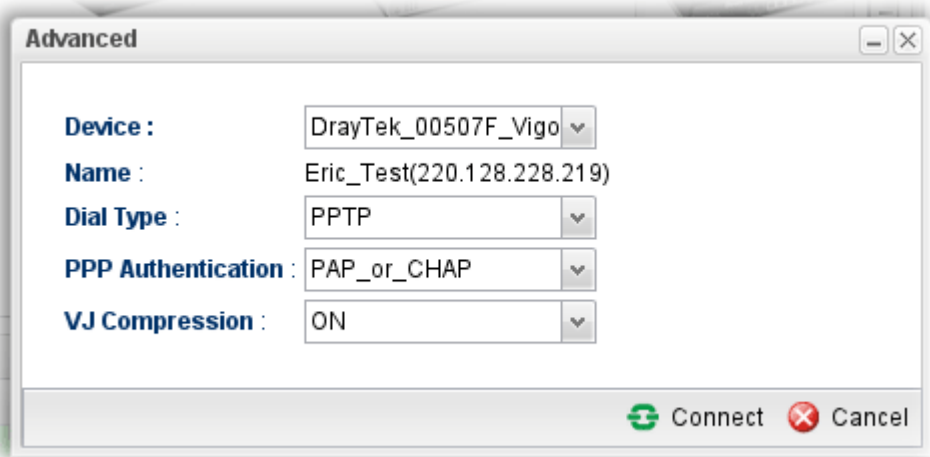 Advanced
Device : DrayTek_00507F_Vigo
Name : Eric_Test(220.128.228.219)
Dial Type : PPTP
PPP Authentication : PAP_or_CHAP
VJ Compression : ON
Connect Cancel